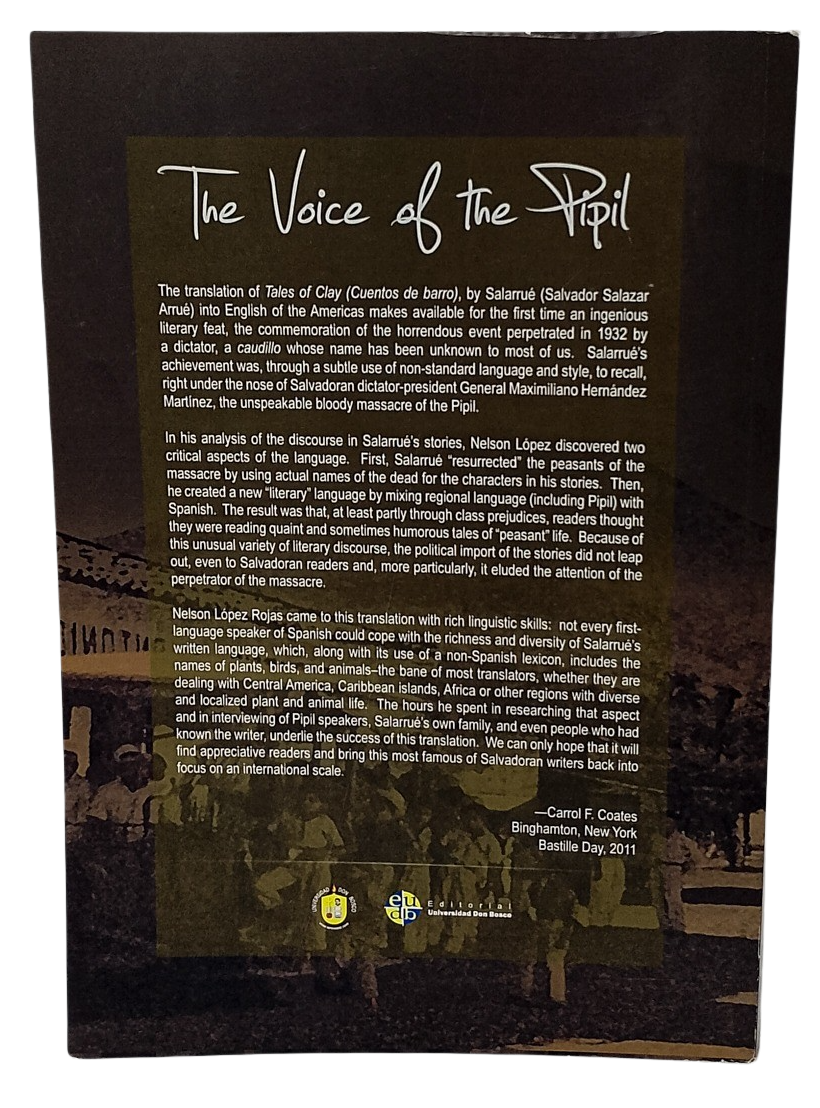 The Voice of the Pipil
The translation of Tales of Clay (Cuentos de barro), by Salarrué (Salvador Salazar
Arrué) into English of the Americas makes available for the first time an ingenious
literary feat, the commemoration of the horrendous event perpetrated in 1932 by
a dictator, a caudillo whose name has been unknown to most of us. Salarrué's
achievement was, through a subtle use of non-standard language and style, to recall,
right under the nose of Salvadoran dictator-president General Maximiliano Hernández
Martínez, the unspeakable bloody massacre of the Pipil.
In his analysis of the discourse in Salarrué's stories, Nelson López discovered two
critical aspects of the language. First, Salarrué "resurrected" the peasants of the
massacre by using actual names of the dead for the characters in his stories. Then,
he created a new "literary" language by mixing regional language (including Pipil) with
Spanish. The result was that, at least partly through class prejudices, readers thought
they were reading quaint and sometimes humorous tales of "peasant" life. Because of
this unusual variety of literary discourse, the political import of the stories did not leap
out, even to Salvadoran readers and, more particularly, it eluded the attention of the
perpetrator of the massacre.
Nelson López Rojas came to this translation with rich linguistic skills: not every first-
language speaker of Spanish could cope with the richness and diversity of Salarrué's
written language, which, along with its use of a non-Spanish lexicon, includes the
names of plants, birds, and animals–the bane of most translators, whether they are
dealing with Central America, Caribbean islands, Africa or other regions with diverse
and localized plant and animal life. The hours he spent in researching that aspect
and in interviewing of Pipil speakers, Salarrué's own family, and even people who had
known the writer, underlie the success of this translation. We can only hope that it will
find appreciative readers and bring this most famous of Salvadoran writers back into
focus on an international scale.
—Carrol F. Coates
Binghamton, New York
Bastille Day, 2011
UNIVERSIDAD DON BOSCO
eu
db
Editorial
Universidad Don Bosco